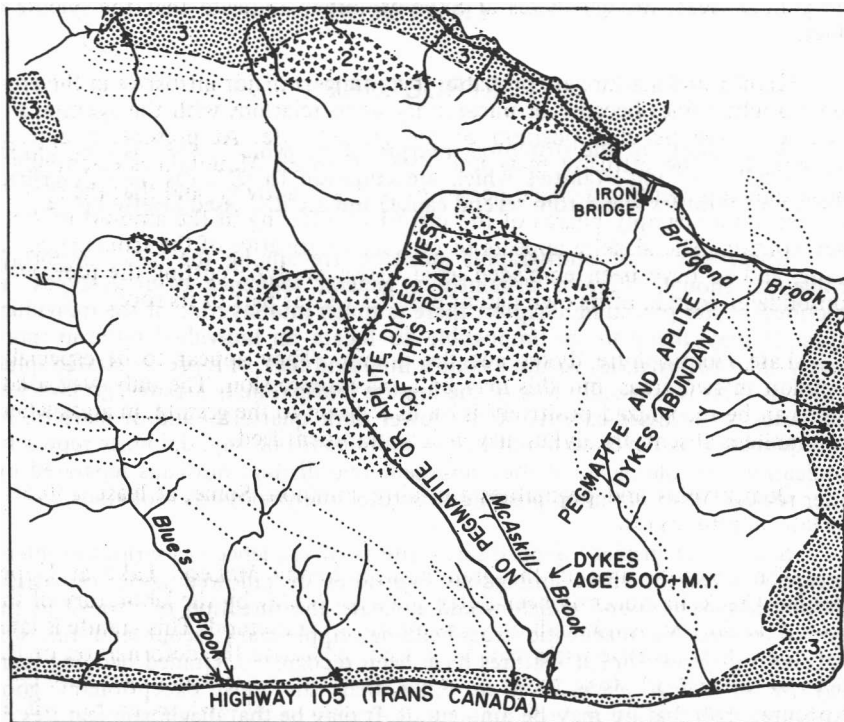 3
2
3
3
IRON
BRIDGE
Bridgend
Brook
NO PEGMATITE OR APLITE DYKES WEST
OF THIS ROAD
2
PEGMATITE AND APLITE
DYKES ABUNDANT
3
McAskill
Brook
DYKES
AGE 500+M.Y.
Blue's
Brook
3
HIGHWAY 105 (TRANS CANADA)